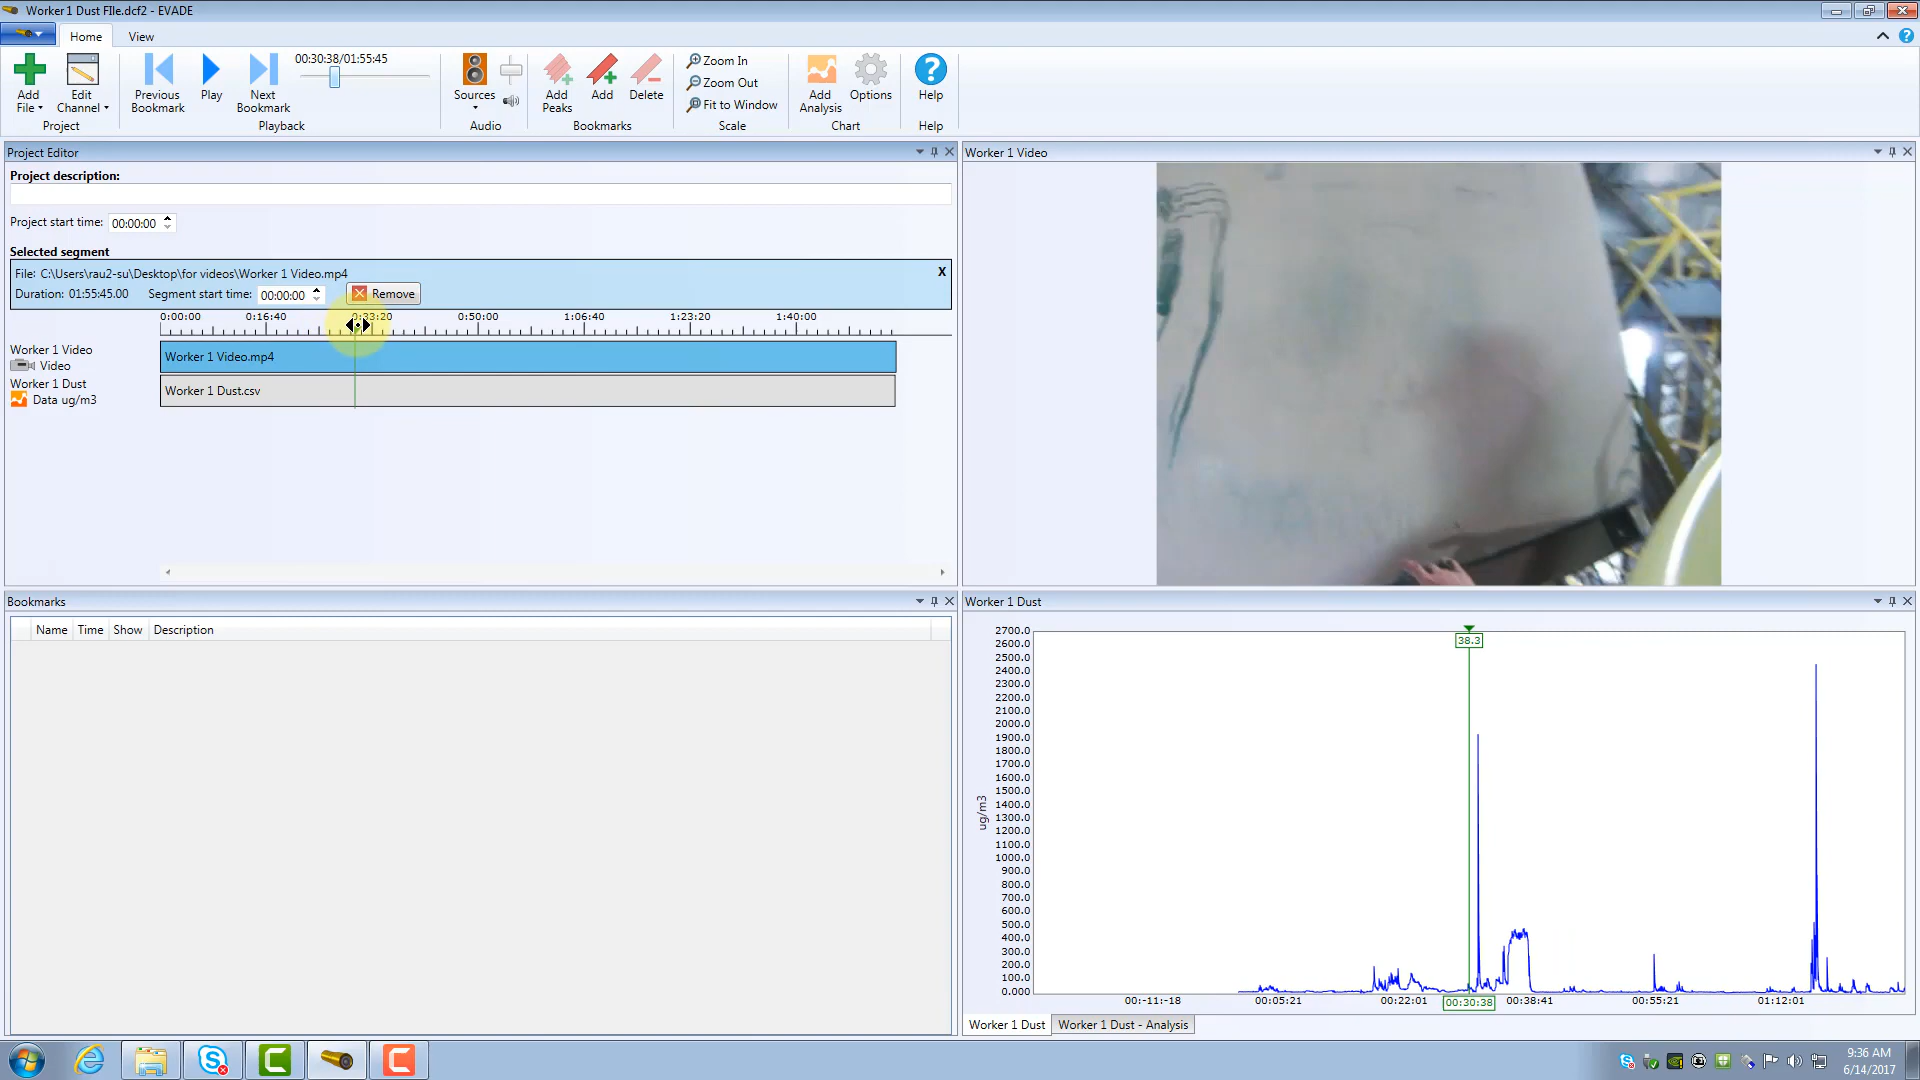 Worker 1 Dust FIle.dcf2 - EVADE
Home View
Add File
Edit Channel
Project
Previous Bookmark
Play
Next Bookmark
00:30:38/01:55:45
Playback
Sources
Audio
Add Peaks
Add
Delete
Bookmarks
Zoom In
Zoom Out
Fit to Window
Scale
Add Analysis
Options
Chart
Help
Help
Project Editor
Project description:
Project start time: 00:00:00
Selected segment
File: C:\Users\rau2-su\Desktop\for videos\Worker 1 Video.mp4
X
Duration: 01:55:45.00 Segment start time: 00:00:00 Remove
0:00:00 0:16:40 0:33:20 0:50:00 1:06:40 1:23:20 1:40:00
Worker 1 Video
Video
Worker 1 Video.mp4
Worker 1 Dust
Data ug/m3
Worker 1 Dust.csv
Worker 1 Video
Bookmarks
Name Time Show Description
Worker 1 Dust
2700.0
2600.0
2500.0
2400.0
2300.0
2200.0
2100.0
2000.0
1900.0
1800.0
1700.0
1600.0
1500.0
1400.0
1300.0
1200.0
1100.0
1000.0
900.0
800.0
700.0
600.0
500.0
400.0
300.0
200.0
100.0
0.000
ug/m3
38.3
00:-11:-18 00:05:21 00:22:01 00:30:38 00:38:41 00:55:21 01:12:01
Worker 1 Dust Worker 1 Dust - Analysis
9:36 AM
6/14/2017